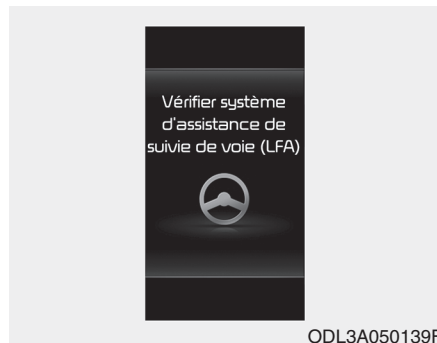 Vérifier système
d'assistance de
suivie de voie (LFA)
ODL3A050139F